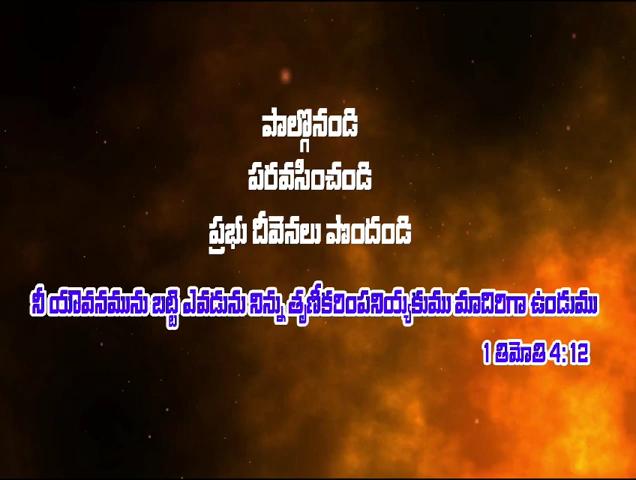 పాల్గొనండి
పరవసించండి
ప్రభు దీవెనలు పొందండి
నీ యౌవనమును బట్టి ఎవడును నిన్ను తృణీకరింపనియ్యకుము మాదిరిగా ఉండుము
1 తిమోతి 4: 12